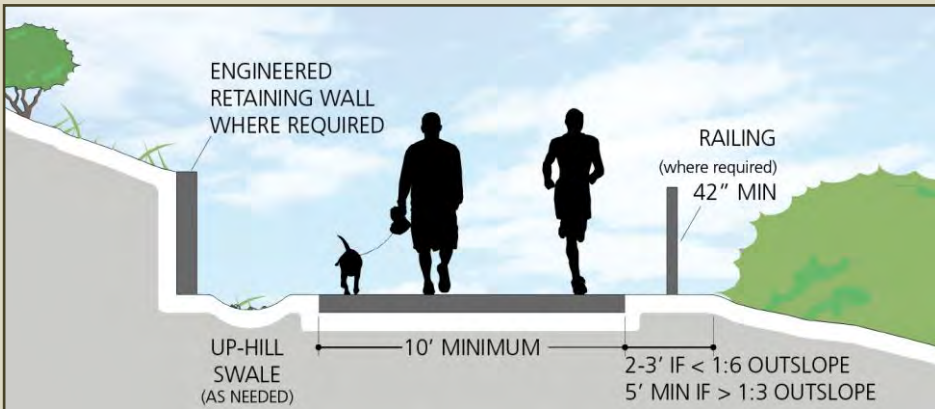 ENGINEERED
RETAINING WALL
WHERE REQUIRED
RAILING
(where required)
42” MIN
UP-HILL
SWALE
(AS NEEDED)
10’ MINIMUM
2-3’ IF < 1:6 OUTSLOPE
5’ MIN IF > 1:3 OUTSLOPE